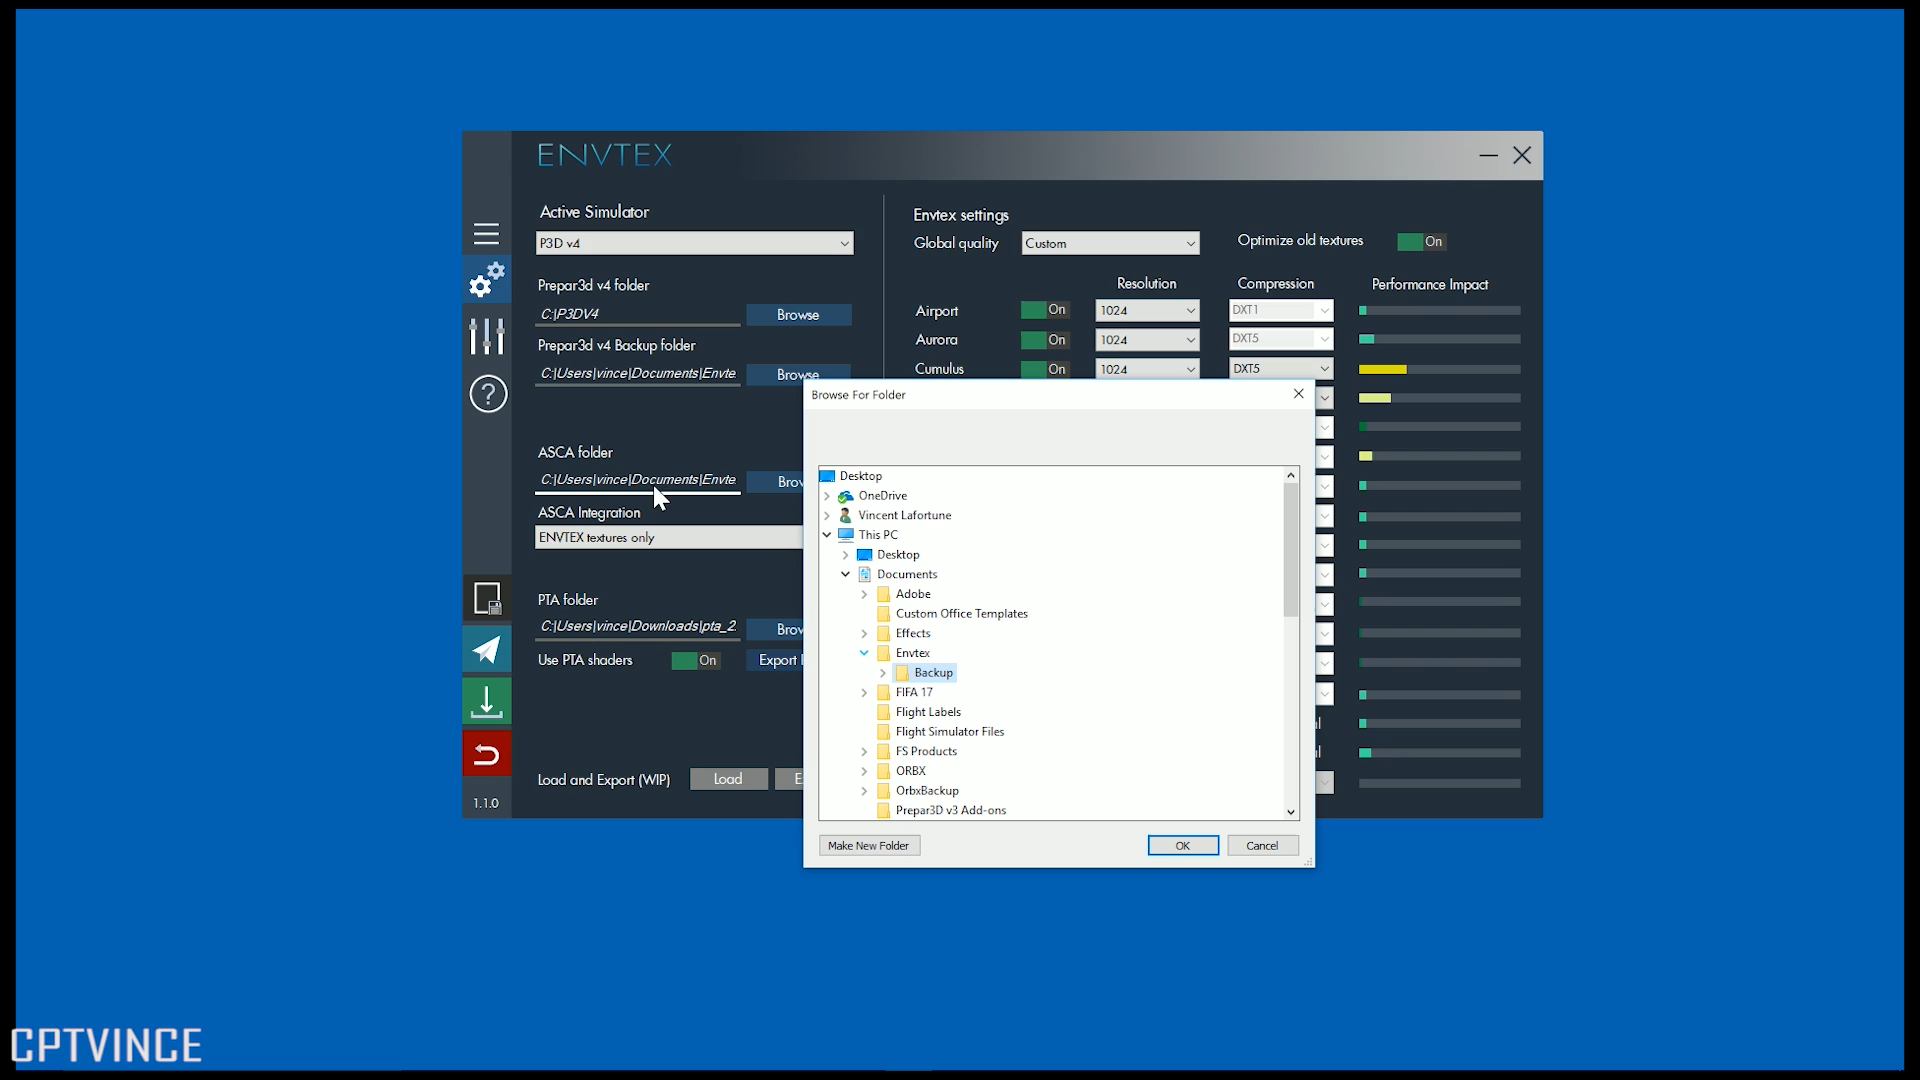 ENVTEX
Active Simulator
P3D v4
Prepar3d v4 folder
C:\P3DV4
Browse
Prepar3d v4 Backup folder
C:\Users\vince\Documents\Envte
Browse
ASCA folder
C:\Users\vince\Documents\Envte
Brow
ASCA Integration
ENVTEX textures only
PTA folder
C:\Users\vince\Downloads\pta_2.
Brow
Use PTA shaders
On
Export
Load and Export (WIP)
Load
E
1.1.0
Envtex settings
Global quality
Custom
Optimize old textures
On
Resolution
Compression
Performance Impact
Airport
On
1024
DXT1
Aurora
On
1024
DXT5
Cumulus
On
1024
DXT5
Browse For Folder
Desktop
OneDrive
Vincent Lafortune
This PC
Desktop
Documents
Adobe
Custom Office Templates
Effects
Envtex
Backup
FIFA 17
Flight Labels
Flight Simulator Files
FS Products
ORBX
OrbxBackup
Prepar3D v3 Add-ons
Make New Folder
OK
Cancel
CPTVINCE